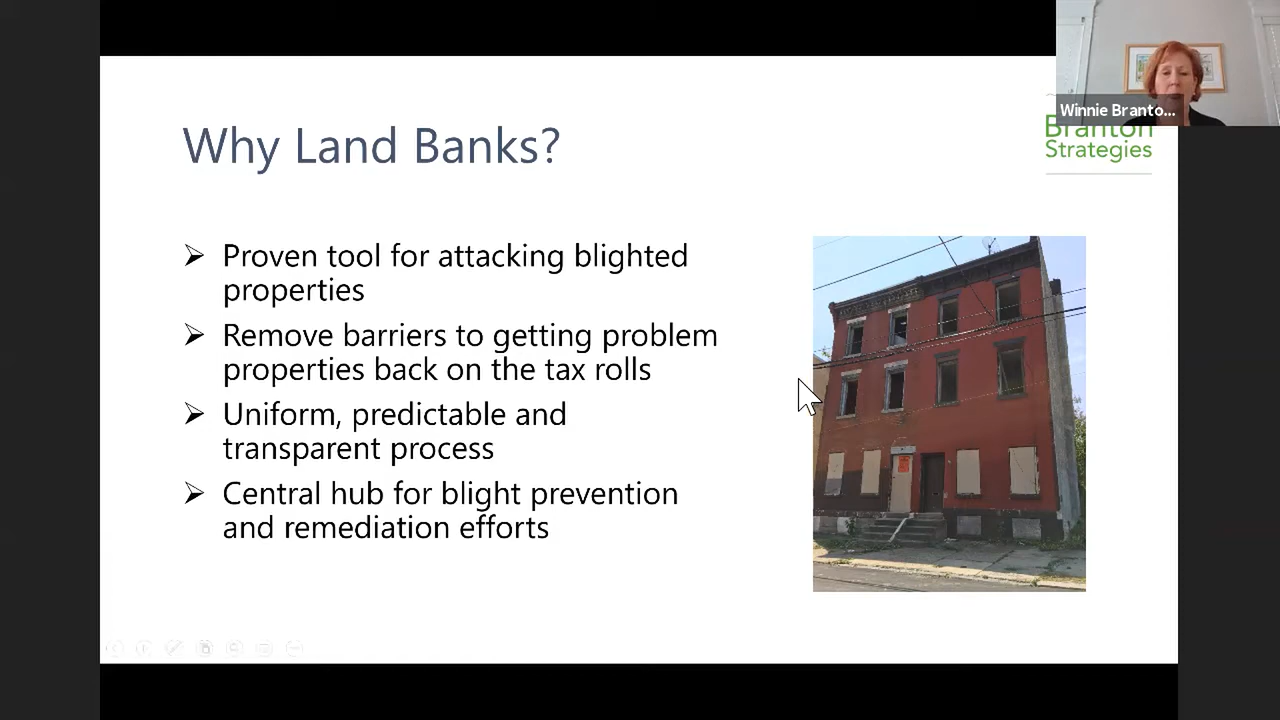 Winnie Branto...
Branton
Strategies
Why Land Banks?
Proven tool for attacking blighted
properties
Remove barriers to getting problem
properties back on the tax rolls
Uniform, predictable and
transparent process
Central hub for blight prevention
and remediation efforts